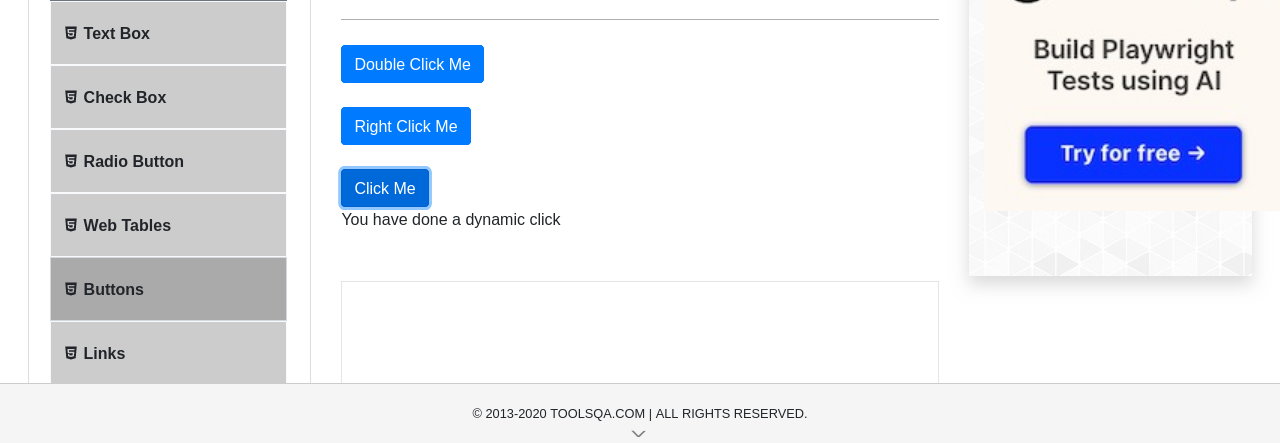 Text Box
Check Box
Radio Button
Web Tables
Buttons
Links
Double Click Me
Right Click Me
Click Me
You have done a dynamic click
Build Playwright
Tests using AI
Try for free →
© 2013-2020 TOOLSQA.COM | ALL RIGHTS RESERVED.